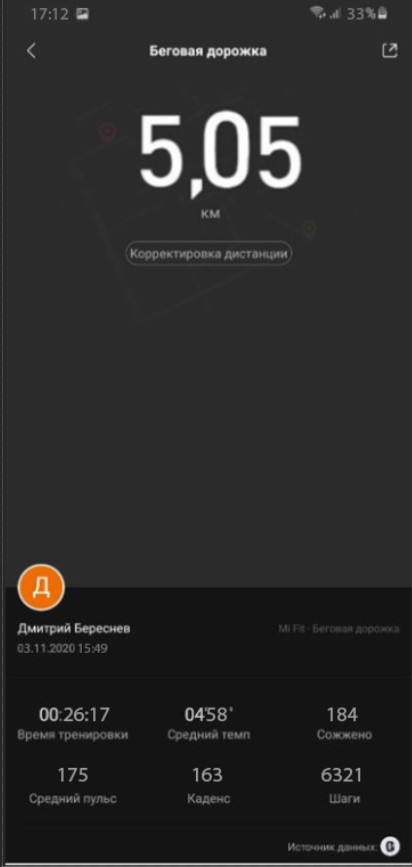 17:12 33%
Беговая дорожка
5,05
км
Корректировка дистанции
Д
Дмитрий Береснев Mi Fit - Беговая дорожка
03.11.2020 15:49
00:26:17 04'58" 184
Время тренировки Средний темп Сожжено
175 163 6321
Средний пульс Каденс Шаги
Источник данных: